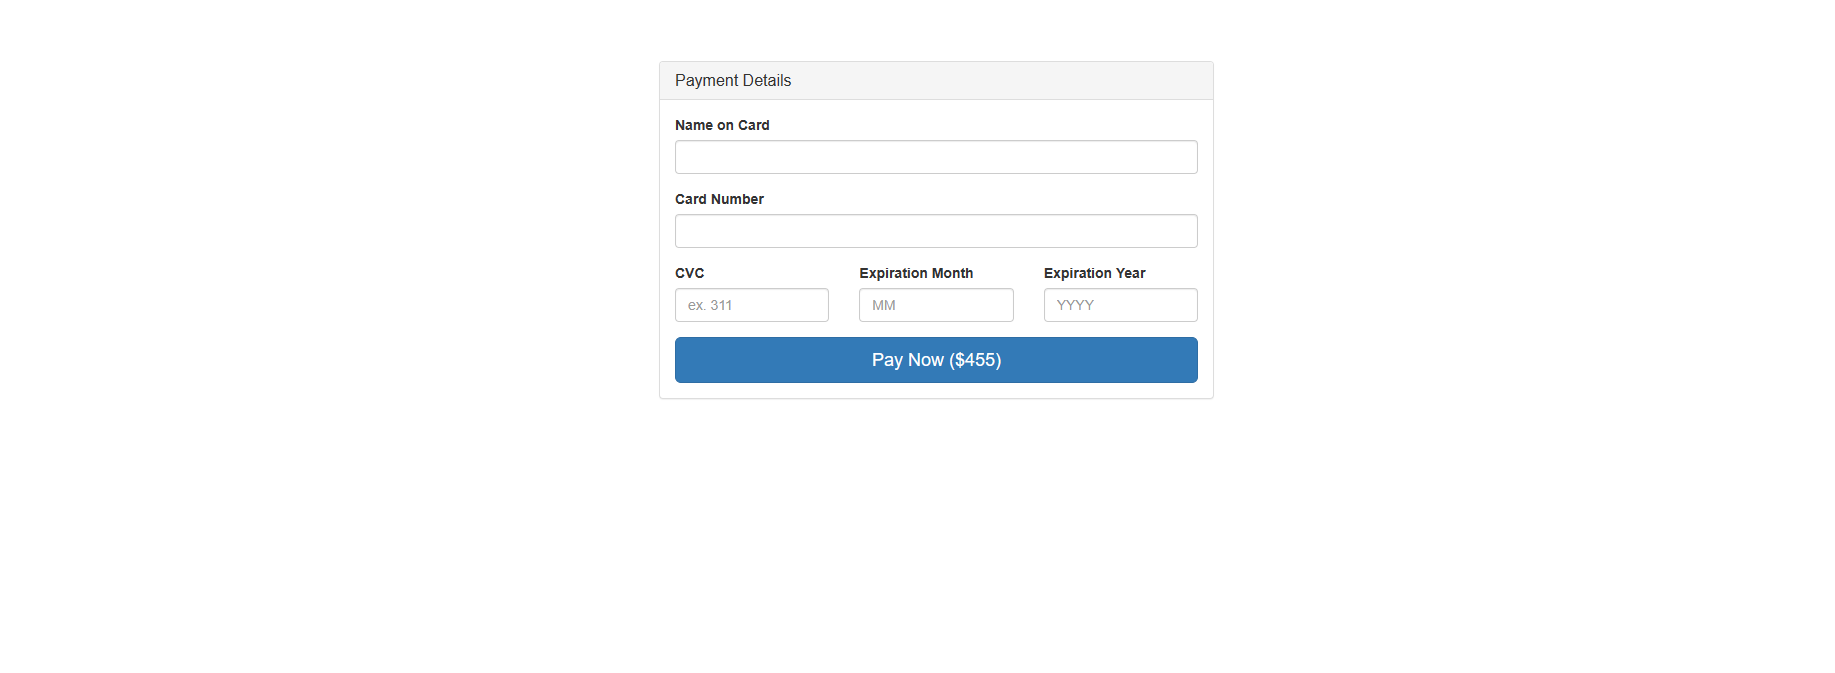 Payment Details
Name on Card
Card Number
CVC Expiration Month Expiration Year
ex. 311 MM YYYY
Pay Now ($455)